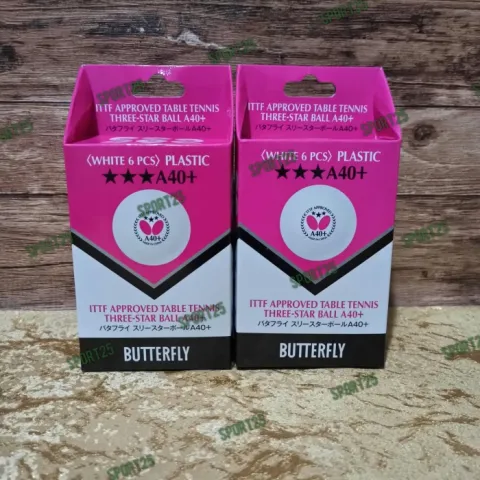 ITTF APPROVED TABLE TENNIS
THREE-STAR BALL A40+
バタフライ スリースターボールA40+
〈WHITE 6 PCS〉 PLASTIC
★★★A40+
A40+
ITTF APPROVED TABLE TENNIS
THREE-STAR BALL A40+
バタフライ スリースターボールA40+
BUTTERFLY
ITTF APPROVED TABLE TENNIS
THREE-STAR BALL A40+
バタフライ スリースターボールA40+
〈WHITE 6 PCS〉 PLASTIC
★★★A40+
A40+
ITTF APPROVED TABLE TENNIS
THREE-STAR BALL A40+
バタフライ スリースターボールA40+
BUTTERFLY
SPORT25